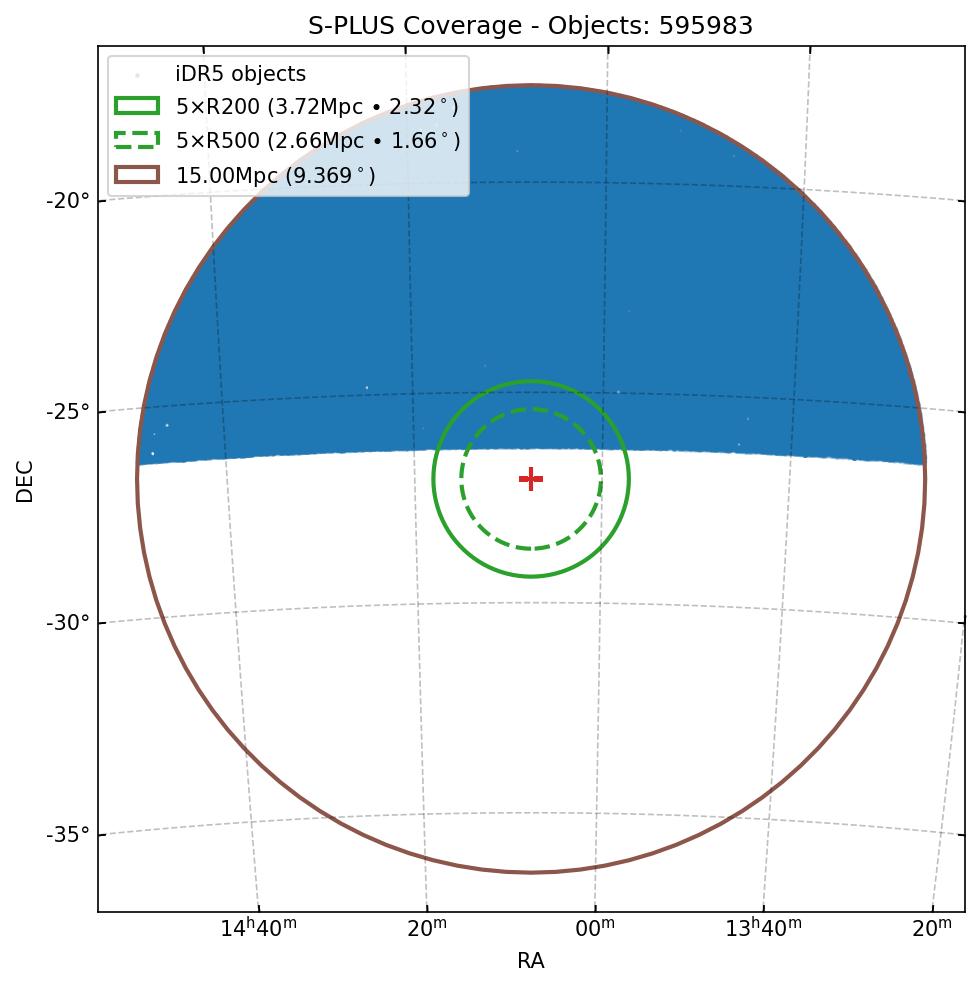 S-PLUS Coverage - Objects: 595983
iDR5 objects
5×R200 (3.72Mpc • 2.32°)
5×R500 (2.66Mpc • 1.66°)
15.00Mpc (9.369°)
-20°
-25°
-30°
-35°
DEC
14ʰ40ᵐ 20ᵐ 00ᵐ 13ʰ40ᵐ 20ᵐ
RA